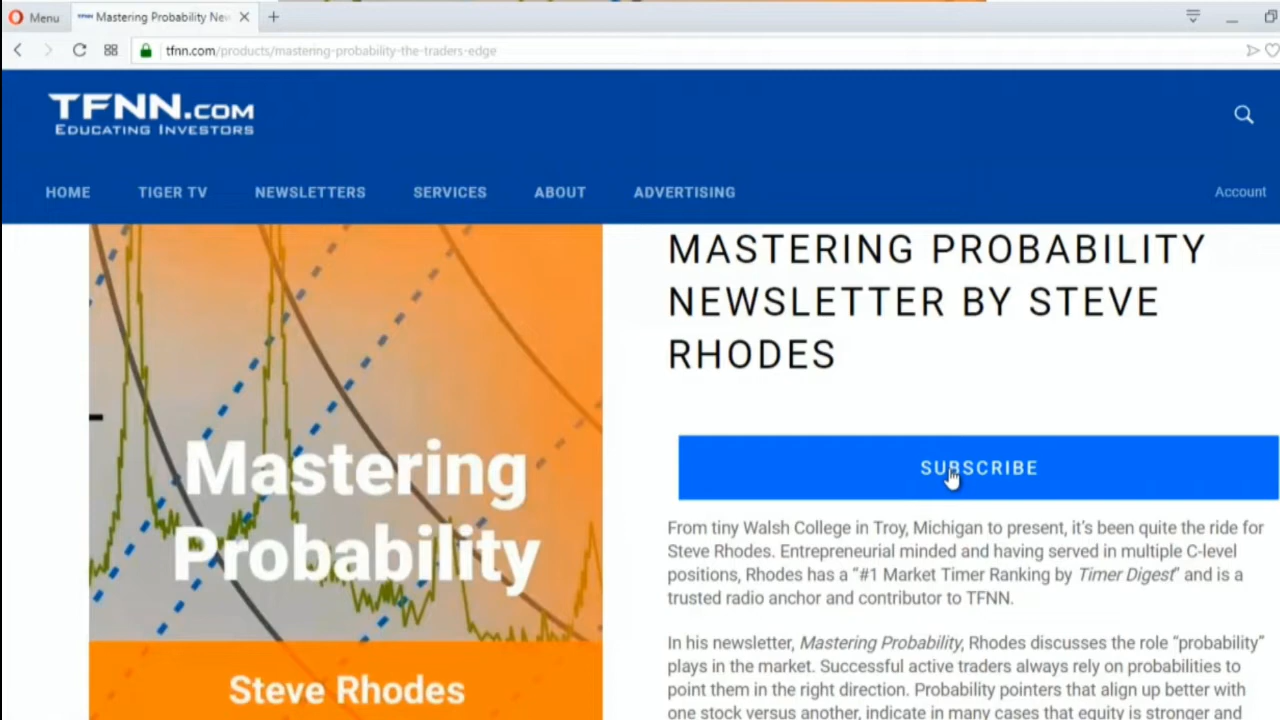 Menu
Mastering Probability New
tfnn.com/products/mastering-probability-the-traders-edge
TFNN.COM
EDUCATING INVESTORS
HOME TIGER TV NEWSLETTERS SERVICES ABOUT ADVERTISING Account
MASTERING PROBABILITY
NEWSLETTER BY STEVE
RHODES
Mastering
Probability
Steve Rhodes
SUBSCRIBE
From tiny Walsh College in Troy, Michigan to present, it's been quite the ride for
Steve Rhodes. Entrepreneurial minded and having served in multiple C-level
positions, Rhodes has a “#1 Market Timer Ranking by Timer Digest” and is a
trusted radio anchor and contributor to TFNN.
In his newsletter, Mastering Probability, Rhodes discusses the role “probability”
plays in the market. Successful active traders always rely on probabilities to
point them in the right direction. Probability pointers that align up better with
one stock versus another, indicate in many cases that equity is stronger and